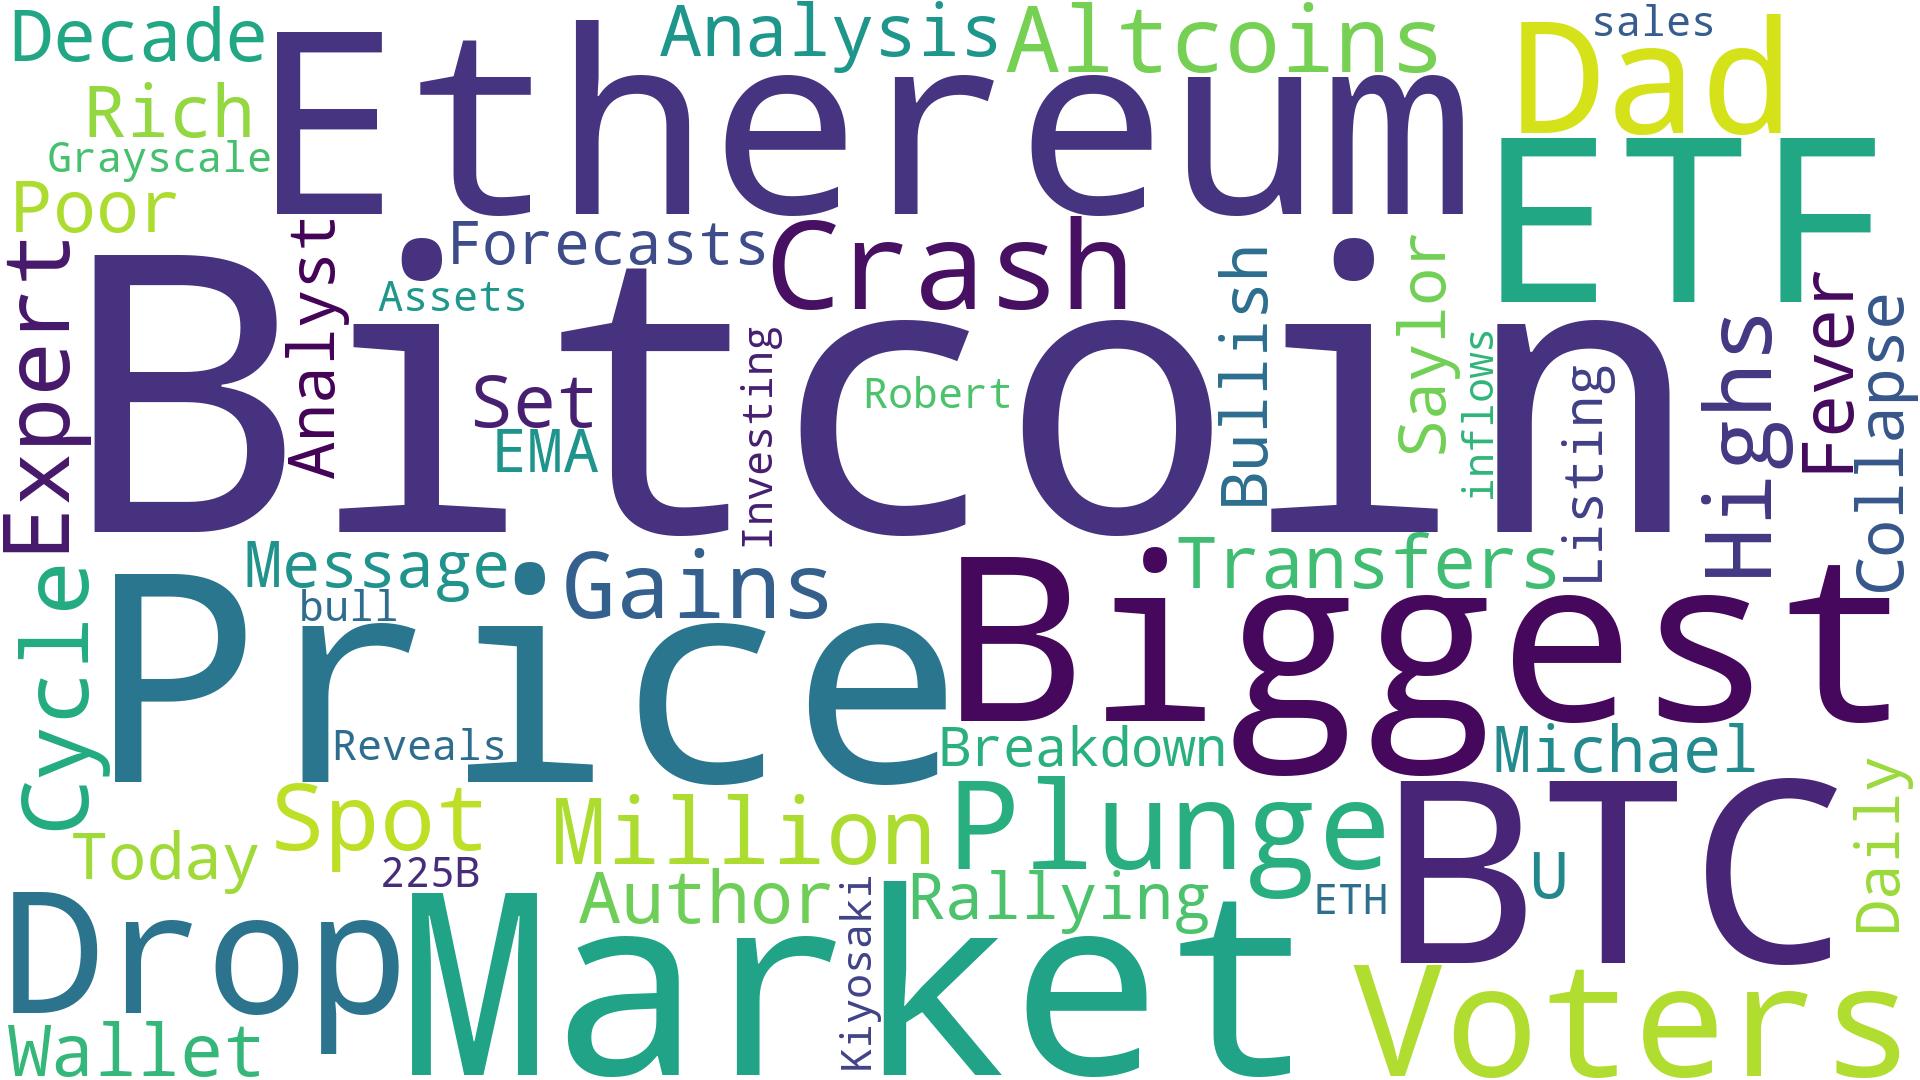 Decade
Analysis
Altcoins
sales
Dad
Ethereum
Rich
Grayscale
Poor
ETF
Expert
Analyst
Forecasts
Crash
Assets
Bullish
Saylor
Fever
Bitcoin
Collapse
Highs
Investing
inflows
Listing
Set
Robert
EMA
Message
Gains
Transfers
bull
Cycle
Price
Biggest
Reveals
Breakdown
Michael
Spot
Million
Plunge
BTC
Daily
Today
225B
U
Author
Rallying
ETH
Kiyosaki
Drop
Market
Voters
Wallet